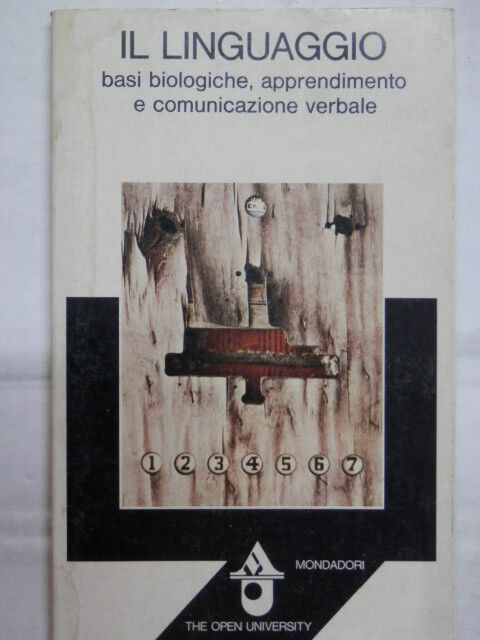 IL LINGUAGGIO
basi biologiche, apprendimento
e comunicazione verbale
1 2 3 4 5 6 7
MONDADORI
THE OPEN UNIVERSITY